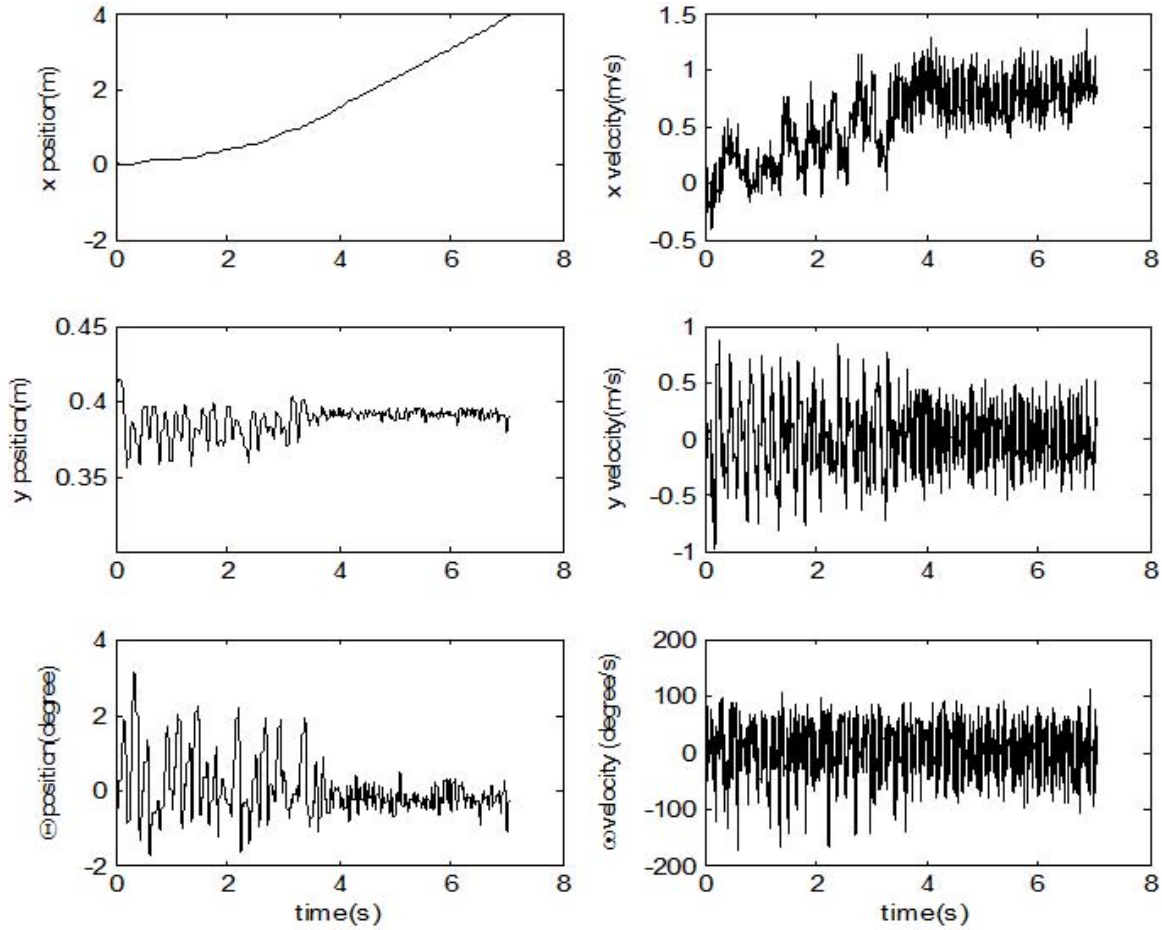 4
2
0
-2
x position(m)
0 2 4 6 8
1.5
1
0.5
0
-0.5
x velocity(m/s)
0 2 4 6 8
0.45
0.4
0.35
y position(m)
0 2 4 6 8
1
0.5
0
-0.5
-1
y velocity(m/s)
0 2 4 6 8
4
2
0
-2
Θposition(degree)
0 2 4 6 8
time(s)
200
100
0
-100
-200
ωvelocity (degree/s)
0 2 4 6 8
time(s)